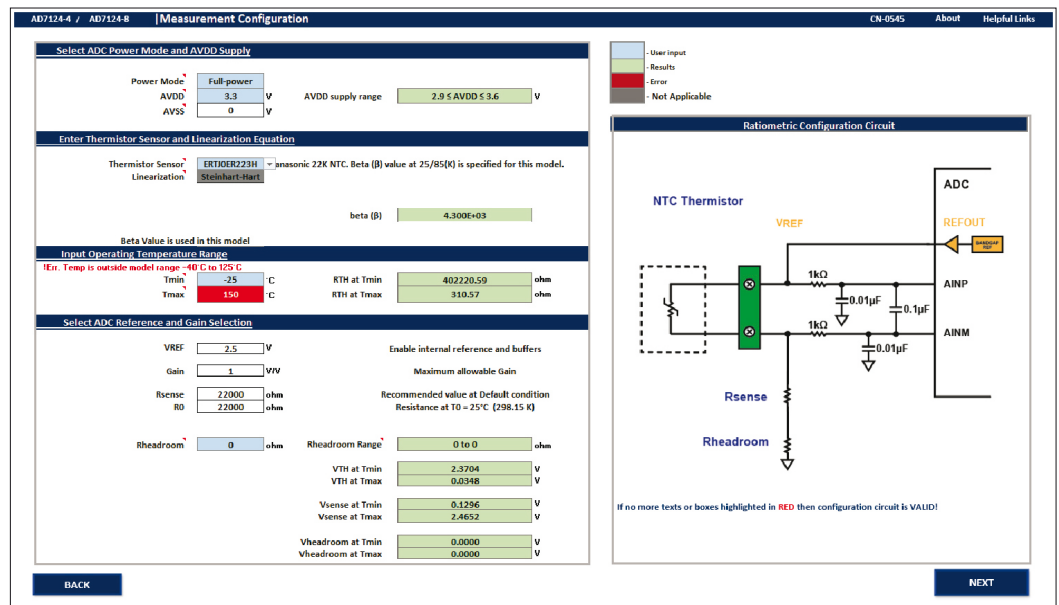 AD7124-4 / AD7124-8 |Measurement Configuration CN-0545 About Helpful Links
Select ADC Power Mode and AVDD Supply
Power Mode Full-power
AVDD 3.3 V AVDD supply range 2.9 ≤ AVDD ≤ 3.6 V
AVSS 0 V
Enter Thermistor Sensor and Linearization Equation
Thermistor Sensor ERTJ0ER223H anasonic 22K NTC. Beta (β) value at 25/85(K) is specified for this model.
Linearization Steinhart-Hart
beta (β) 4.300E+03
Beta Value is used in this model
Input Operating Temperature Range
!Err. Temp is outside model range -40°C to 125°C
Tmin -25 °C RTH at Tmin 402220.59 ohm
Tmax 150 °C RTH at Tmax 310.57 ohm
Select ADC Reference and Gain Selection
VREF 2.5 V Enable internal reference and buffers
Gain 1 V/V Maximum allowable Gain
Rsense 22000 ohm Recommended value at Default condition
R0 22000 ohm Resistance at T0 = 25°C (298.15 K)
Rheadroom 0 ohm Rheadroom Range 0 to 0 ohm
VTH at Tmin 2.3704 V
VTH at Tmax 0.0348 V
Vsense at Tmin 0.1296 V
Vsense at Tmax 2.4652 V
Vheadroom at Tmin 0.0000 V
Vheadroom at Tmax 0.0000 V
BACK
- User input
- Results
- Error
- Not Applicable
Ratiometric Configuration Circuit
ADC
NTC Thermistor
VREF
REFOUT
BANDGAP
REF
1kΩ
AINP
0.01µF
0.1µF
1kΩ
AINM
0.01µF
Rsense
Rheadroom
If no more texts or boxes highlighted in RED then configuration circuit is VALID!
NEXT